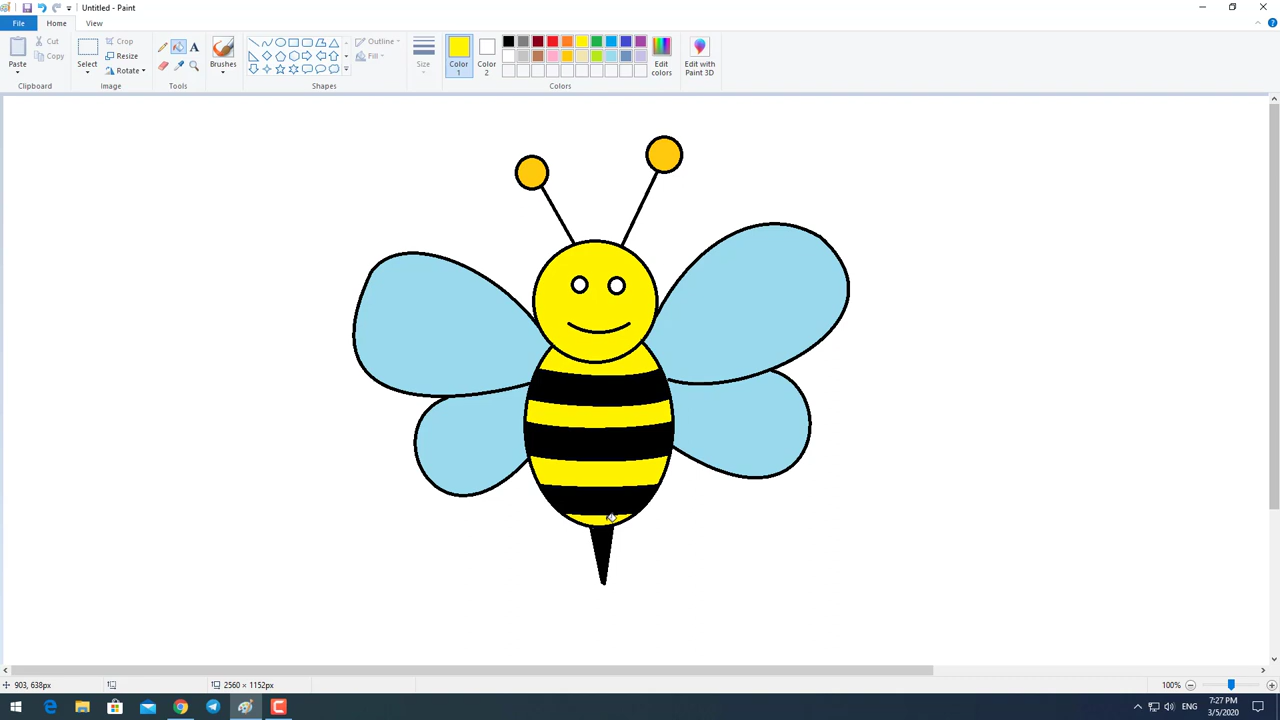 Untitled - Paint
File Home View
Paste
Cut
Copy
Clipboard
Select
Crop
Resize
Rotate
Image
A
Tools
Brushes
Outline
Fill
Shapes
Size
Color 1
Color 2
Edit colors
Colors
Edit with Paint 3D
903, 638px
2560 × 1152px
100%
ENG
7:27 PM
3/5/2020